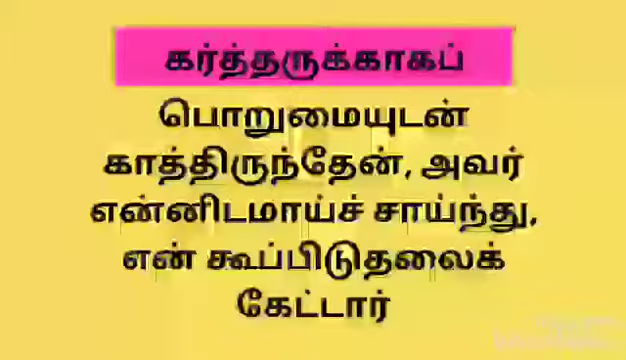 கர்த்தருக்காகப்
பொறுமையுடன்
காத்திருந்தேன், அவர்
என்னிடமாய்ச் சாய்ந்து,
என் கூப்பிடுதலைக்
கேட்டார்